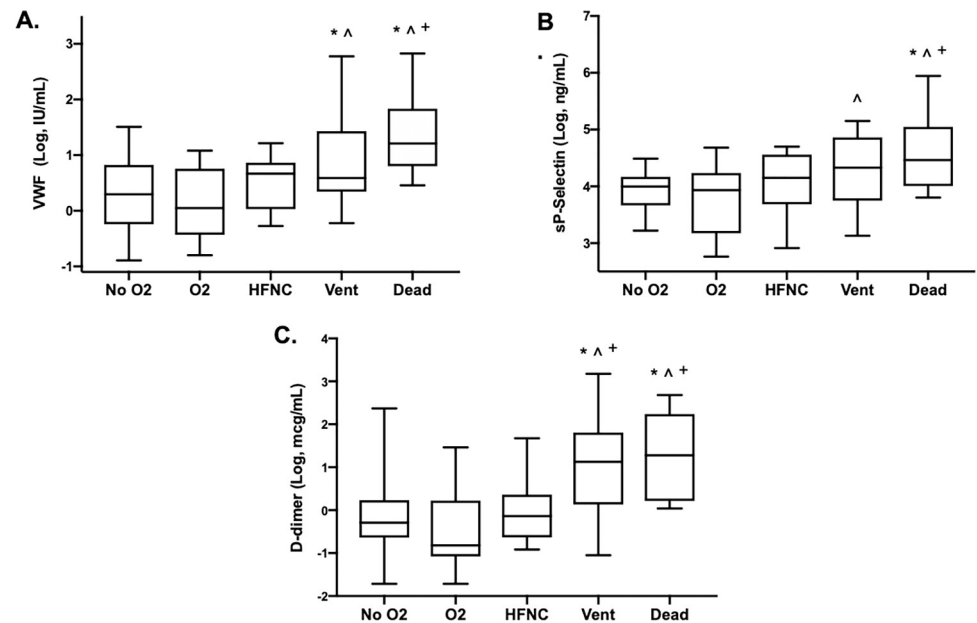 A.
VWF (Log, IU/mL)
3
2
1
0
-1
* ^
* ^ +
No O2 O2 HFNC Vent Dead
B.
.
sP-Selectin (Log, ng/mL)
7
6
5
4
3
^
* ^ +
No O2 O2 HFNC Vent Dead
C.
D-dimer (Log, mcg/mL)
4
3
2
1
0
-1
-2
* ^ +
* ^ +
No O2 O2 HFNC Vent Dead